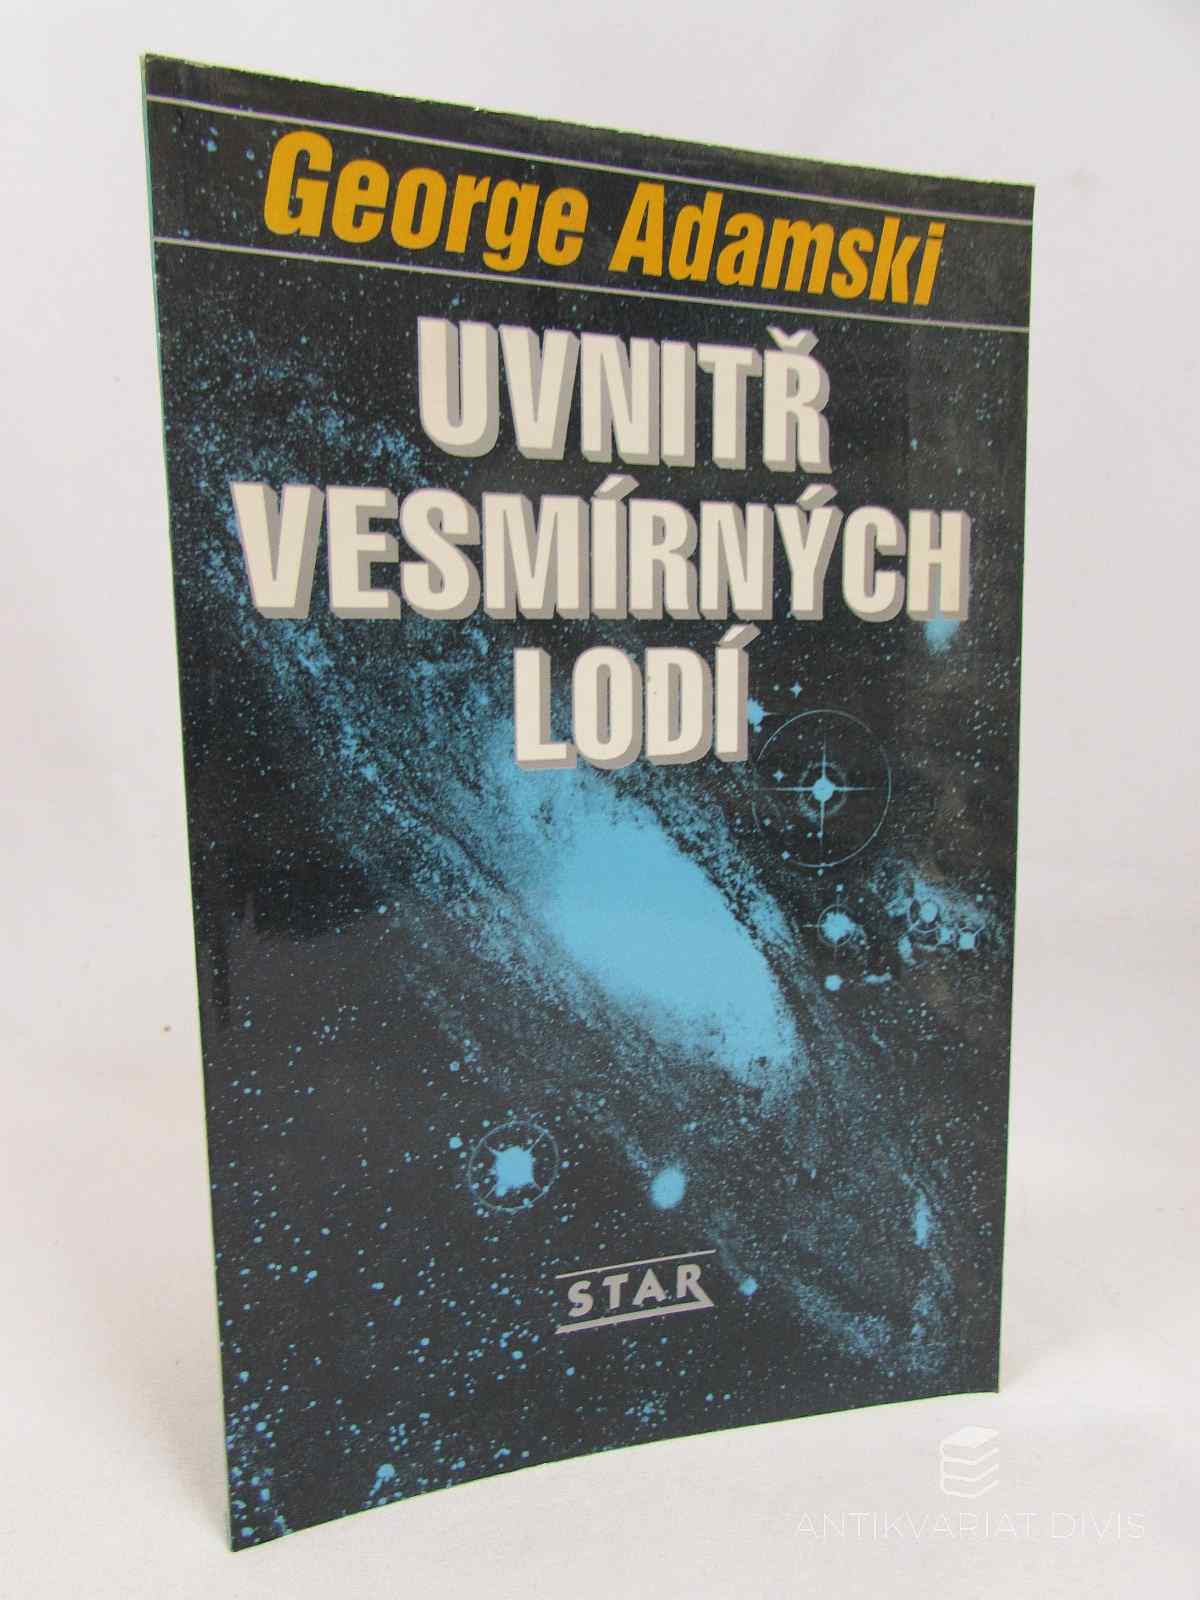 George Adamski
UVNITŘ
VESMÍRNÝCH
LODÍ
STAR
ANTIKVARIAT DIVIS